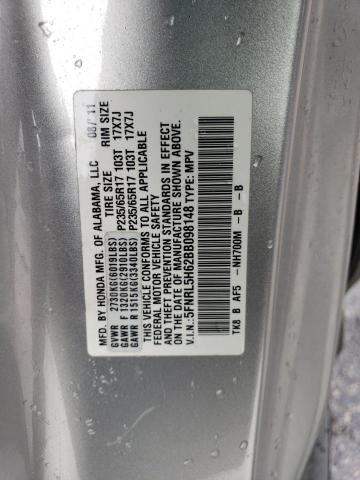 MFD. BY HONDA MFG. OF ALABAMA, LLC 08/11
TIRE SIZE RIM SIZE
GVWR 2730KG(6019LBS)
GAWR F 1320KG(2910LBS) P235/65R17 103T 17X7J
GAWR R 1515KG(3340LBS) P235/65R17 103T 17X7J
THIS VEHICLE CONFORMS TO ALL APPLICABLE
FEDERAL MOTOR VEHICLE SAFETY
& THEFT PREVENTION STANDARDS IN EFFECT
ON THE DATE OF MANUFACTURE SHOWN ABOVE.
V.I.N.: 5FNRL5H62BB098148 TYPE: MPV
TK8 B AF5 -NH700M - B - B